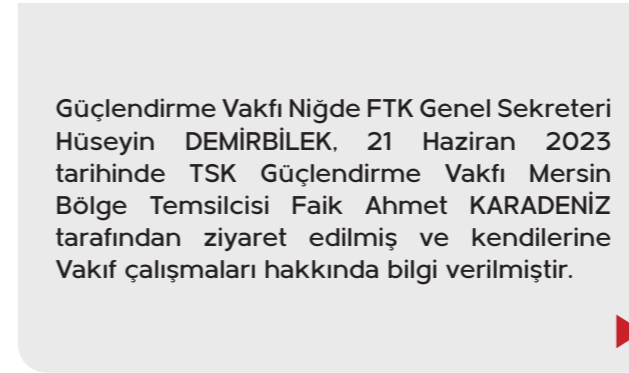 Güçlendirme Vakfı Niğde FTK Genel Sekreteri
Hüseyin DEMİRBİLEK, 21 Haziran 2023
tarihinde TSK Güçlendirme Vakfı Mersin
Bölge Temsilcisi Faik Ahmet KARADENİZ
tarafından ziyaret edilmiş ve kendilerine
Vakıf çalışmaları hakkında bilgi verilmiştir.